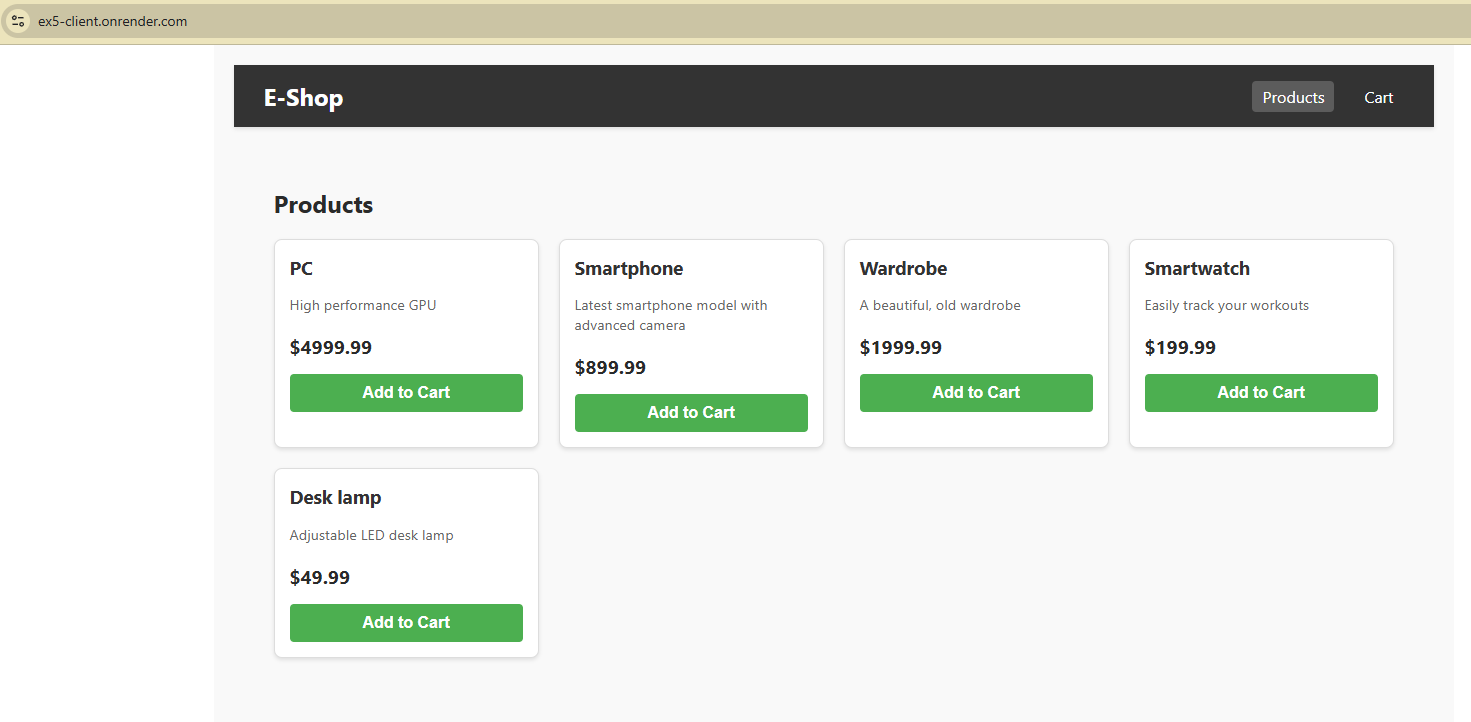 ex5-client.onrender.com
E-Shop
Products
Cart
Products
PC
High performance GPU
$4999.99
Add to Cart
Smartphone
Latest smartphone model with
advanced camera
$899.99
Add to Cart
Wardrobe
A beautiful, old wardrobe
$1999.99
Add to Cart
Smartwatch
Easily track your workouts
$199.99
Add to Cart
Desk lamp
Adjustable LED desk lamp
$49.99
Add to Cart